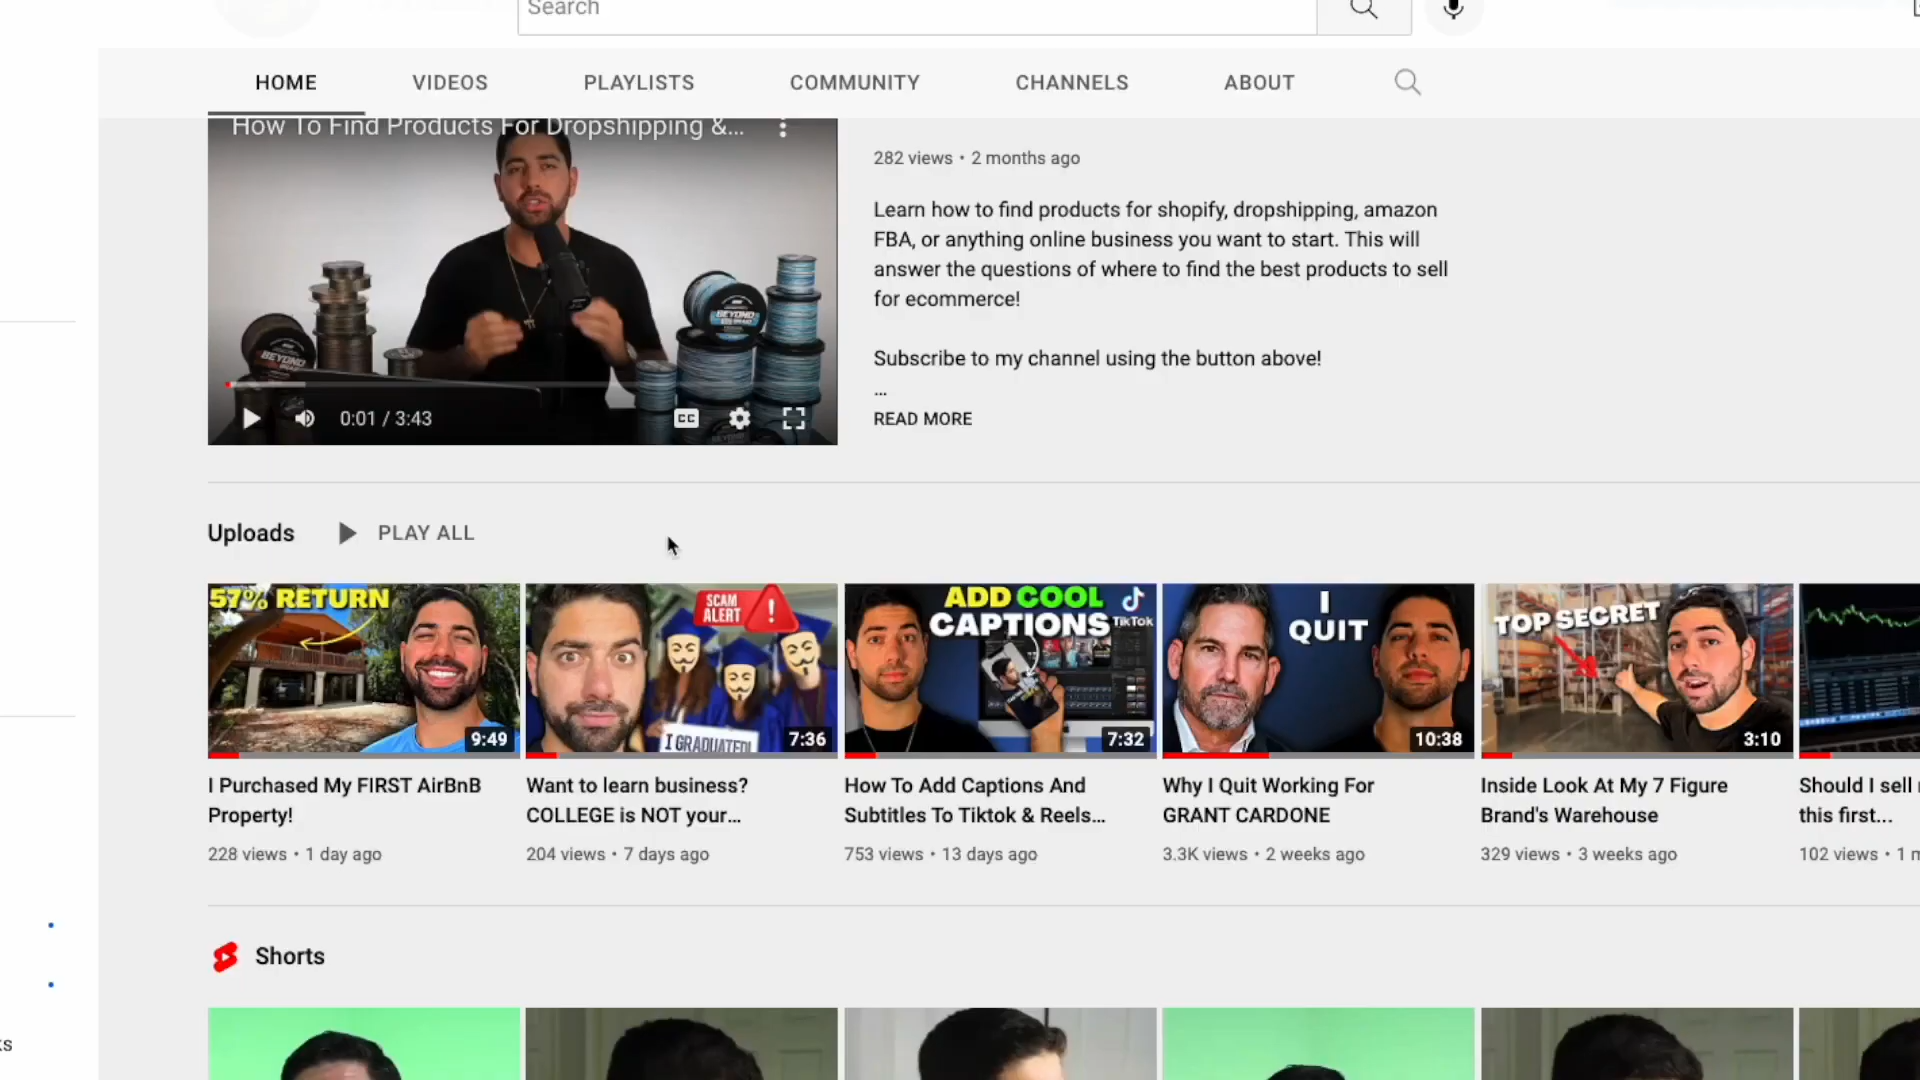 Search
HOME
VIDEOS
PLAYLISTS
COMMUNITY
CHANNELS
ABOUT
How To Find Products For Dropshipping &...
282 views • 2 months ago
Learn how to find products for shopify, dropshipping, amazon
FBA, or anything online business you want to start. This will
answer the questions of where to find the best products to sell
for ecommerce!
Subscribe to my channel using the button above!
...
READ MORE
BEYOND
BEYOND
0:01 / 3:43
CC
Uploads
PLAY ALL
57% RETURN
9:49
I Purchased My FIRST AirBnB
Property!
228 views • 1 day ago
SCAM
ALERT
!
I GRADUATED!
7:36
Want to learn business?
COLLEGE is NOT your...
204 views • 7 days ago
ADD COOL
CAPTIONS
TikTok
7:32
How To Add Captions And
Subtitles To Tiktok & Reels...
753 views • 13 days ago
I
QUIT
10:38
Why I Quit Working For
GRANT CARDONE
3.3K views • 2 weeks ago
TOP SECRET
3:10
Inside Look At My 7 Figure
Brand's Warehouse
329 views • 3 weeks ago
Should I sell
this first...
102 views • 1
Shorts
ks